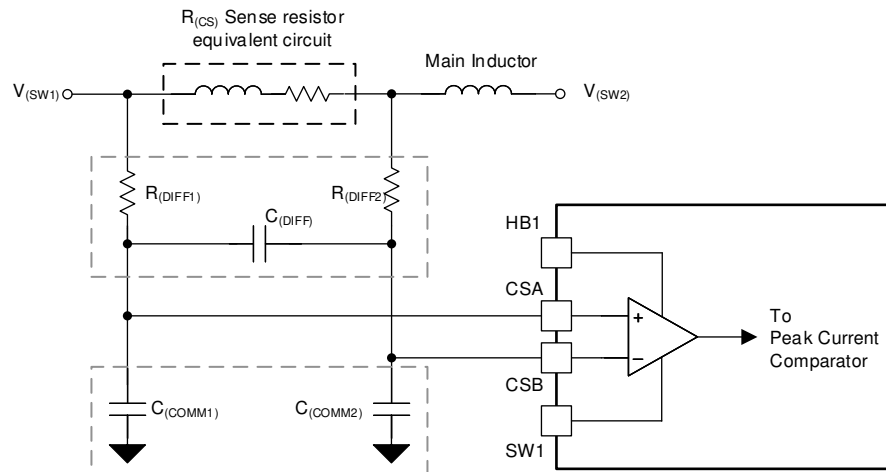 R(CS) Sense resistor
equivalent circuit
Main Inductor
V(SW1)
V(SW2)
R(DIFF1)
R(DIFF2)
C(DIFF)
HB1
CSA
+
−
CSB
SW1
To
Peak Current
Comparator
C(COMM1)
C(COMM2)